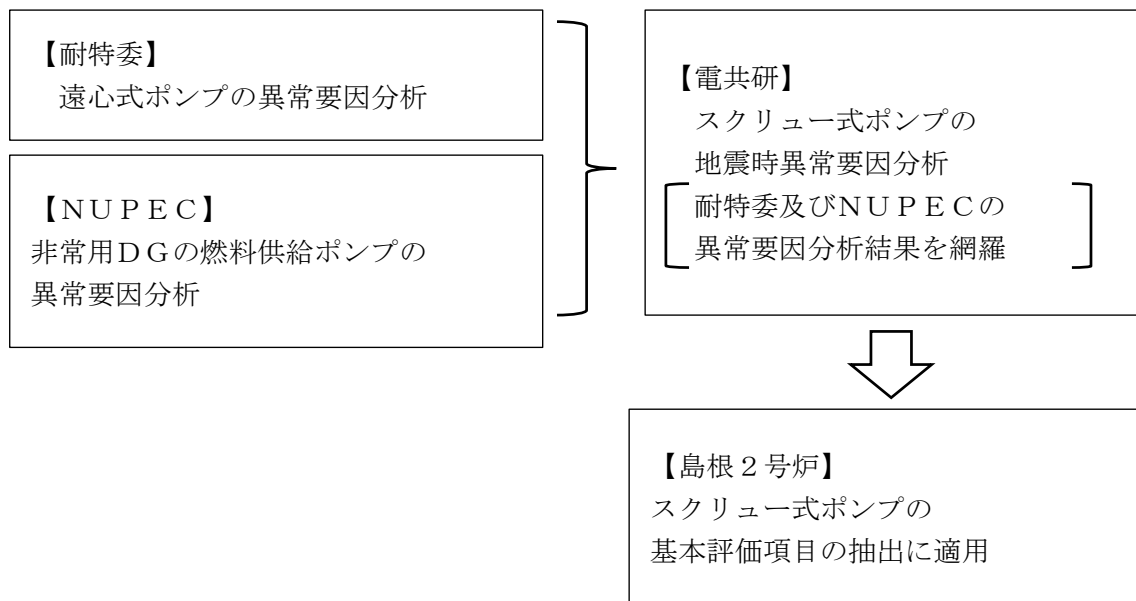 【耐特委】
遠心式ポンプの異常要因分析
【ＮＵＰＥＣ】
非常用ＤＧの燃料供給ポンプの
異常要因分析
【電共研】
スクリュー式ポンプの
地震時異常要因分析
耐特委及びＮＵＰＥＣの
異常要因分析結果を網羅
【島根２号炉】
スクリュー式ポンプの
基本評価項目の抽出に適用